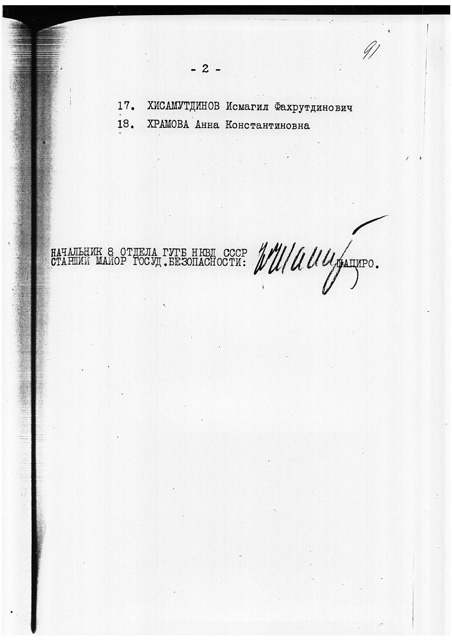 91
- 2 -
17. ХИСАМУТДИНОВ Исмагил Фахрутдинович
18. ХРАМОВА Анна Константиновна
НАЧАЛЬНИК 8 ОТДЕЛА ГУГБ НКВД СССР
СТАРШИЙ МАЙОР ГОСУД.БЕЗОПАСНОСТИ: ШАПИРО.